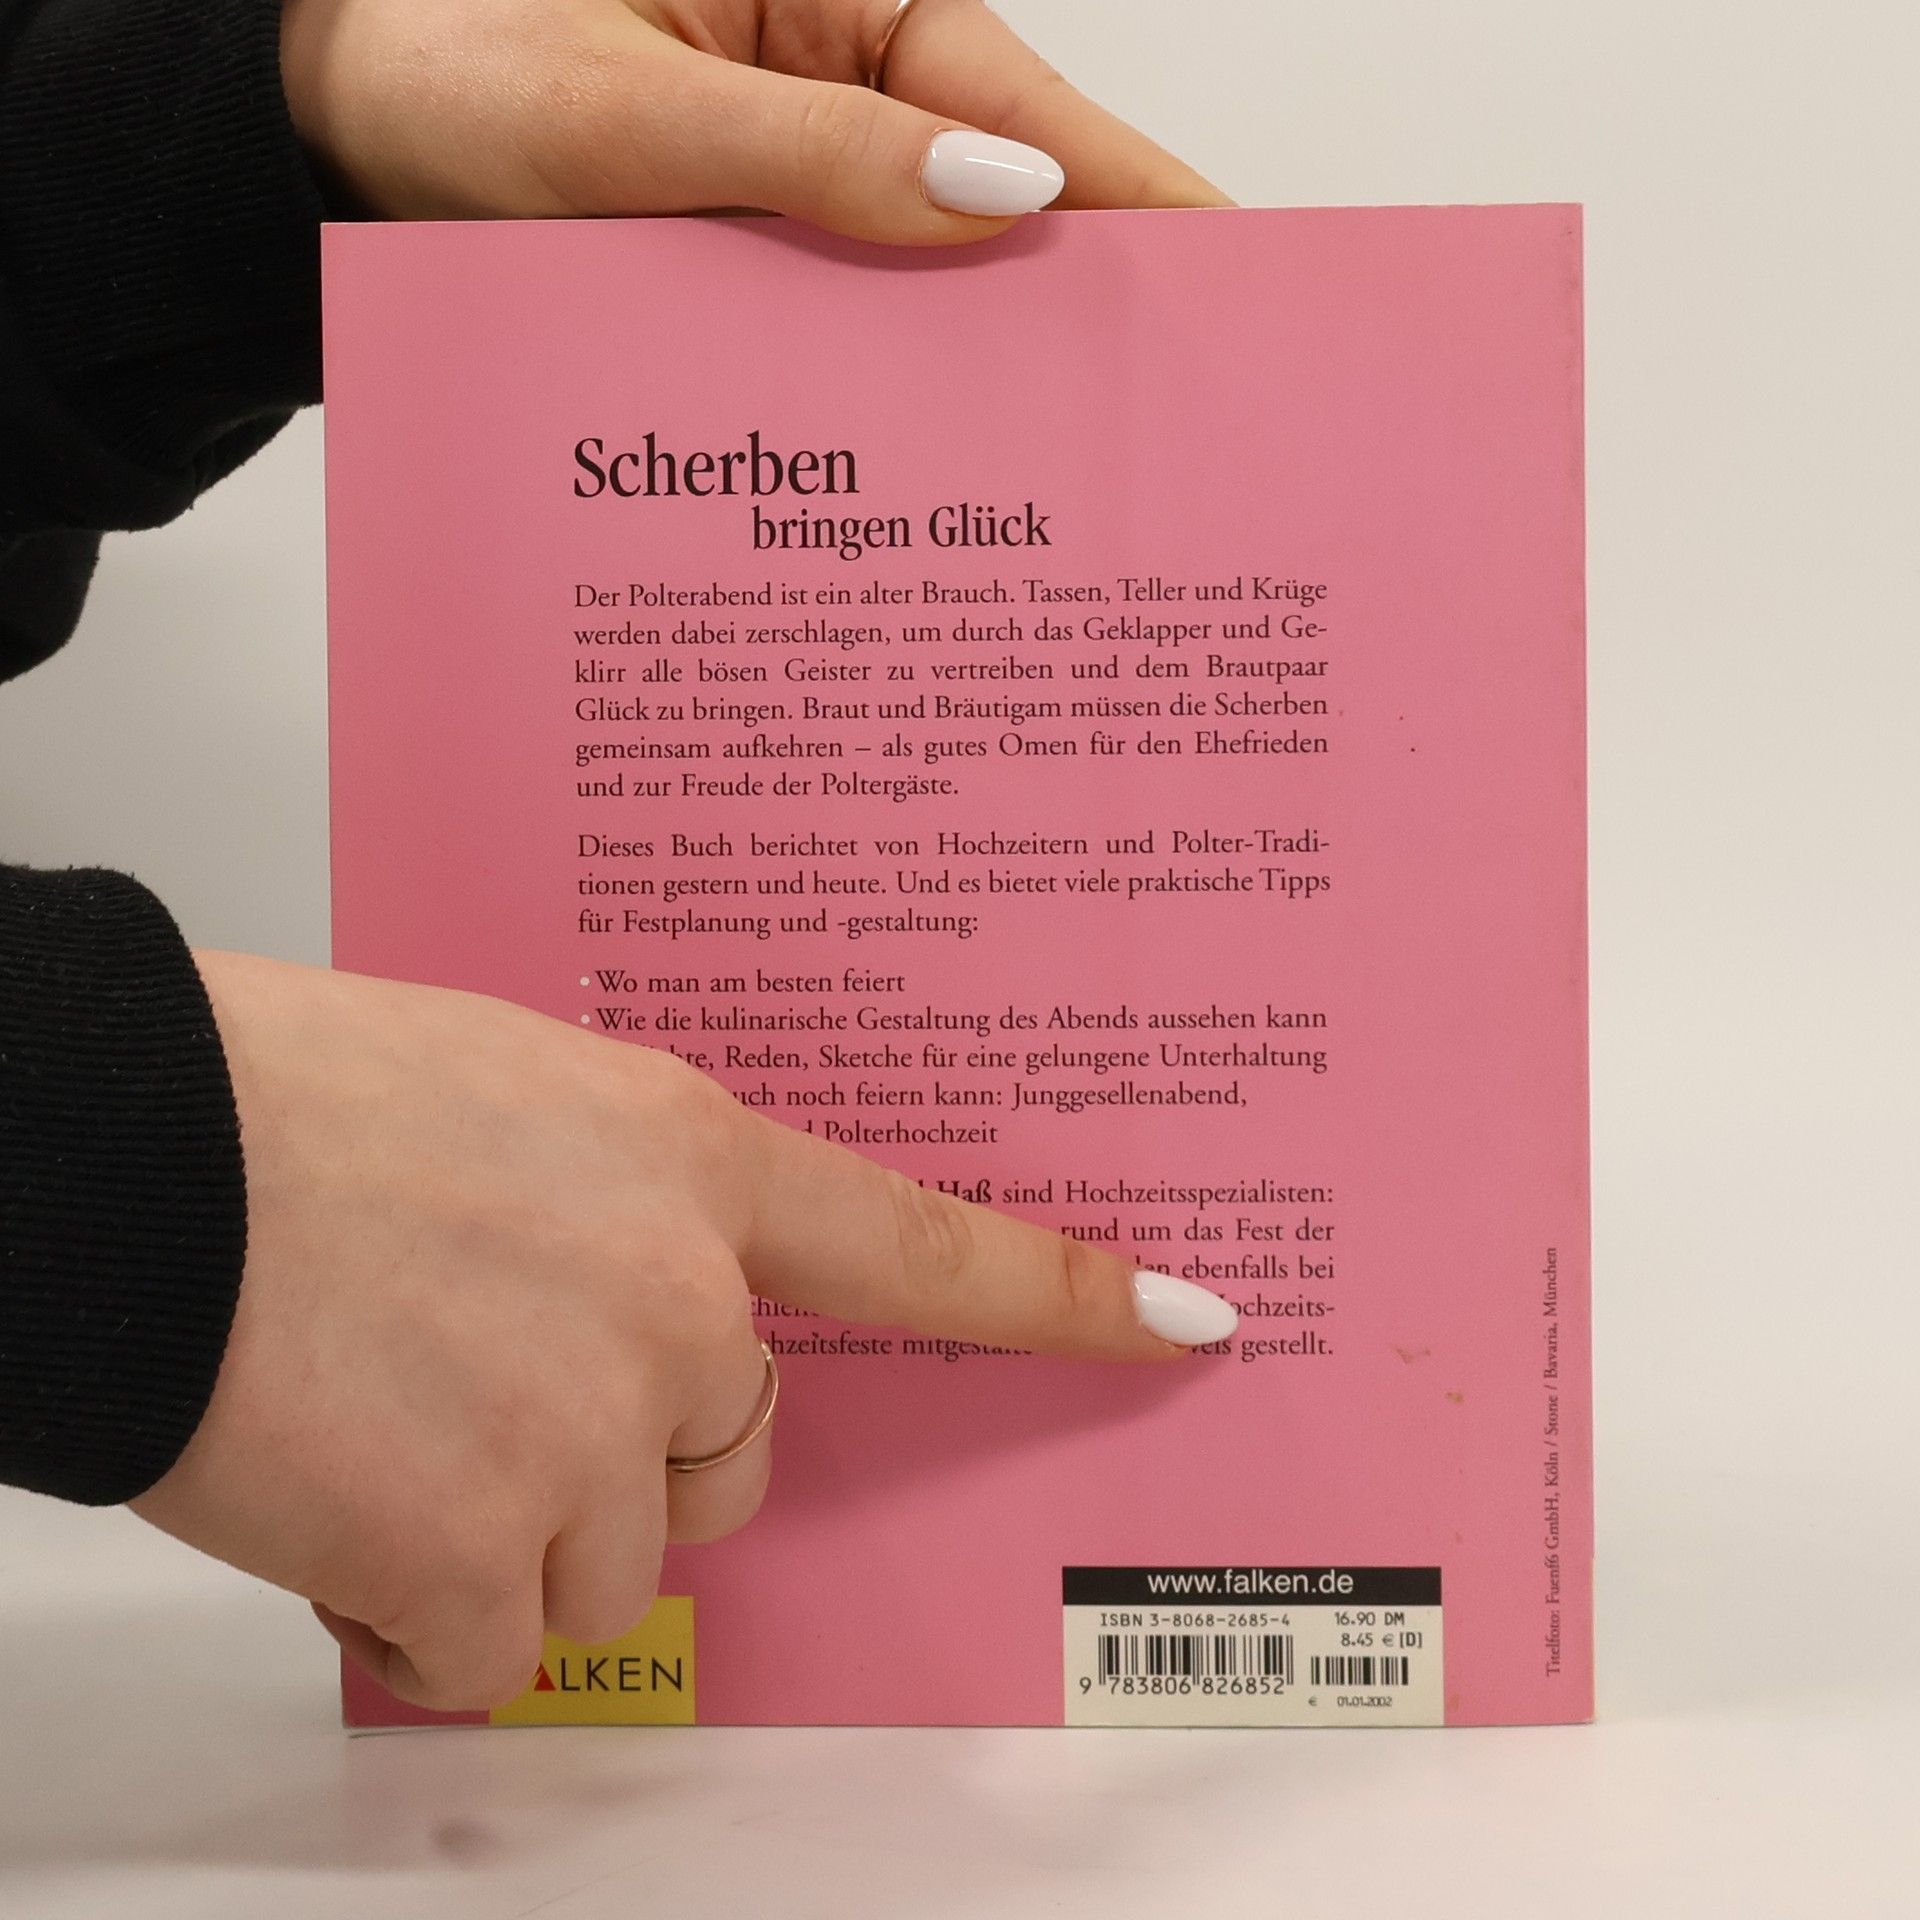 Scherben
bringen Glück
Der Polterabend ist ein alter Brauch. Tassen, Teller und Krüge
werden dabei zerschlagen, um durch das Geklapper und Ge-
klirr alle bösen Geister zu vertreiben und dem Brautpaar
Glück zu bringen. Braut und Bräutigam müssen die Scherben
gemeinsam aufkehren – als gutes Omen für den Ehefrieden
und zur Freude der Poltergäste.
Dieses Buch berichtet von Hochzeitern und Polter-Tradi-
tionen gestern und heute. Und es bietet viele praktische Tipps
für Festplanung und -gestaltung:
• Wo man am besten feiert
• Wie die kulinarische Gestaltung des Abends aussehen kann
Reden, Sketche für eine gelungene Unterhaltung
noch feiern kann: Junggesellenabend,
Polterhochzeit
Haß sind Hochzeitsspezialisten:
rund um das Fest der
ebenfalls bei
gestellt.
Titelfoto: Fuenf6 GmbH, Köln / Stone / Bavaria, München
www.falken.de
ISBN 3-8068-2685-4 16.90 DM
8.45 € [D]
9 783806 826852
€ 01.01.2002